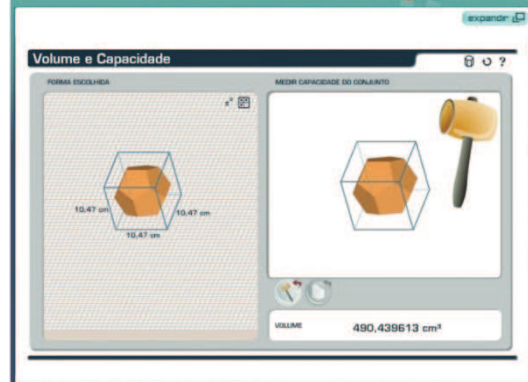 expandir
Volume e Capacidade
?
FORMA ESCOLHIDA
MEDIR CAPACIDADE DO CONJUNTO
10,47 cm
10,47 cm
10,47 cm
VOLUME
490,439613 cm³